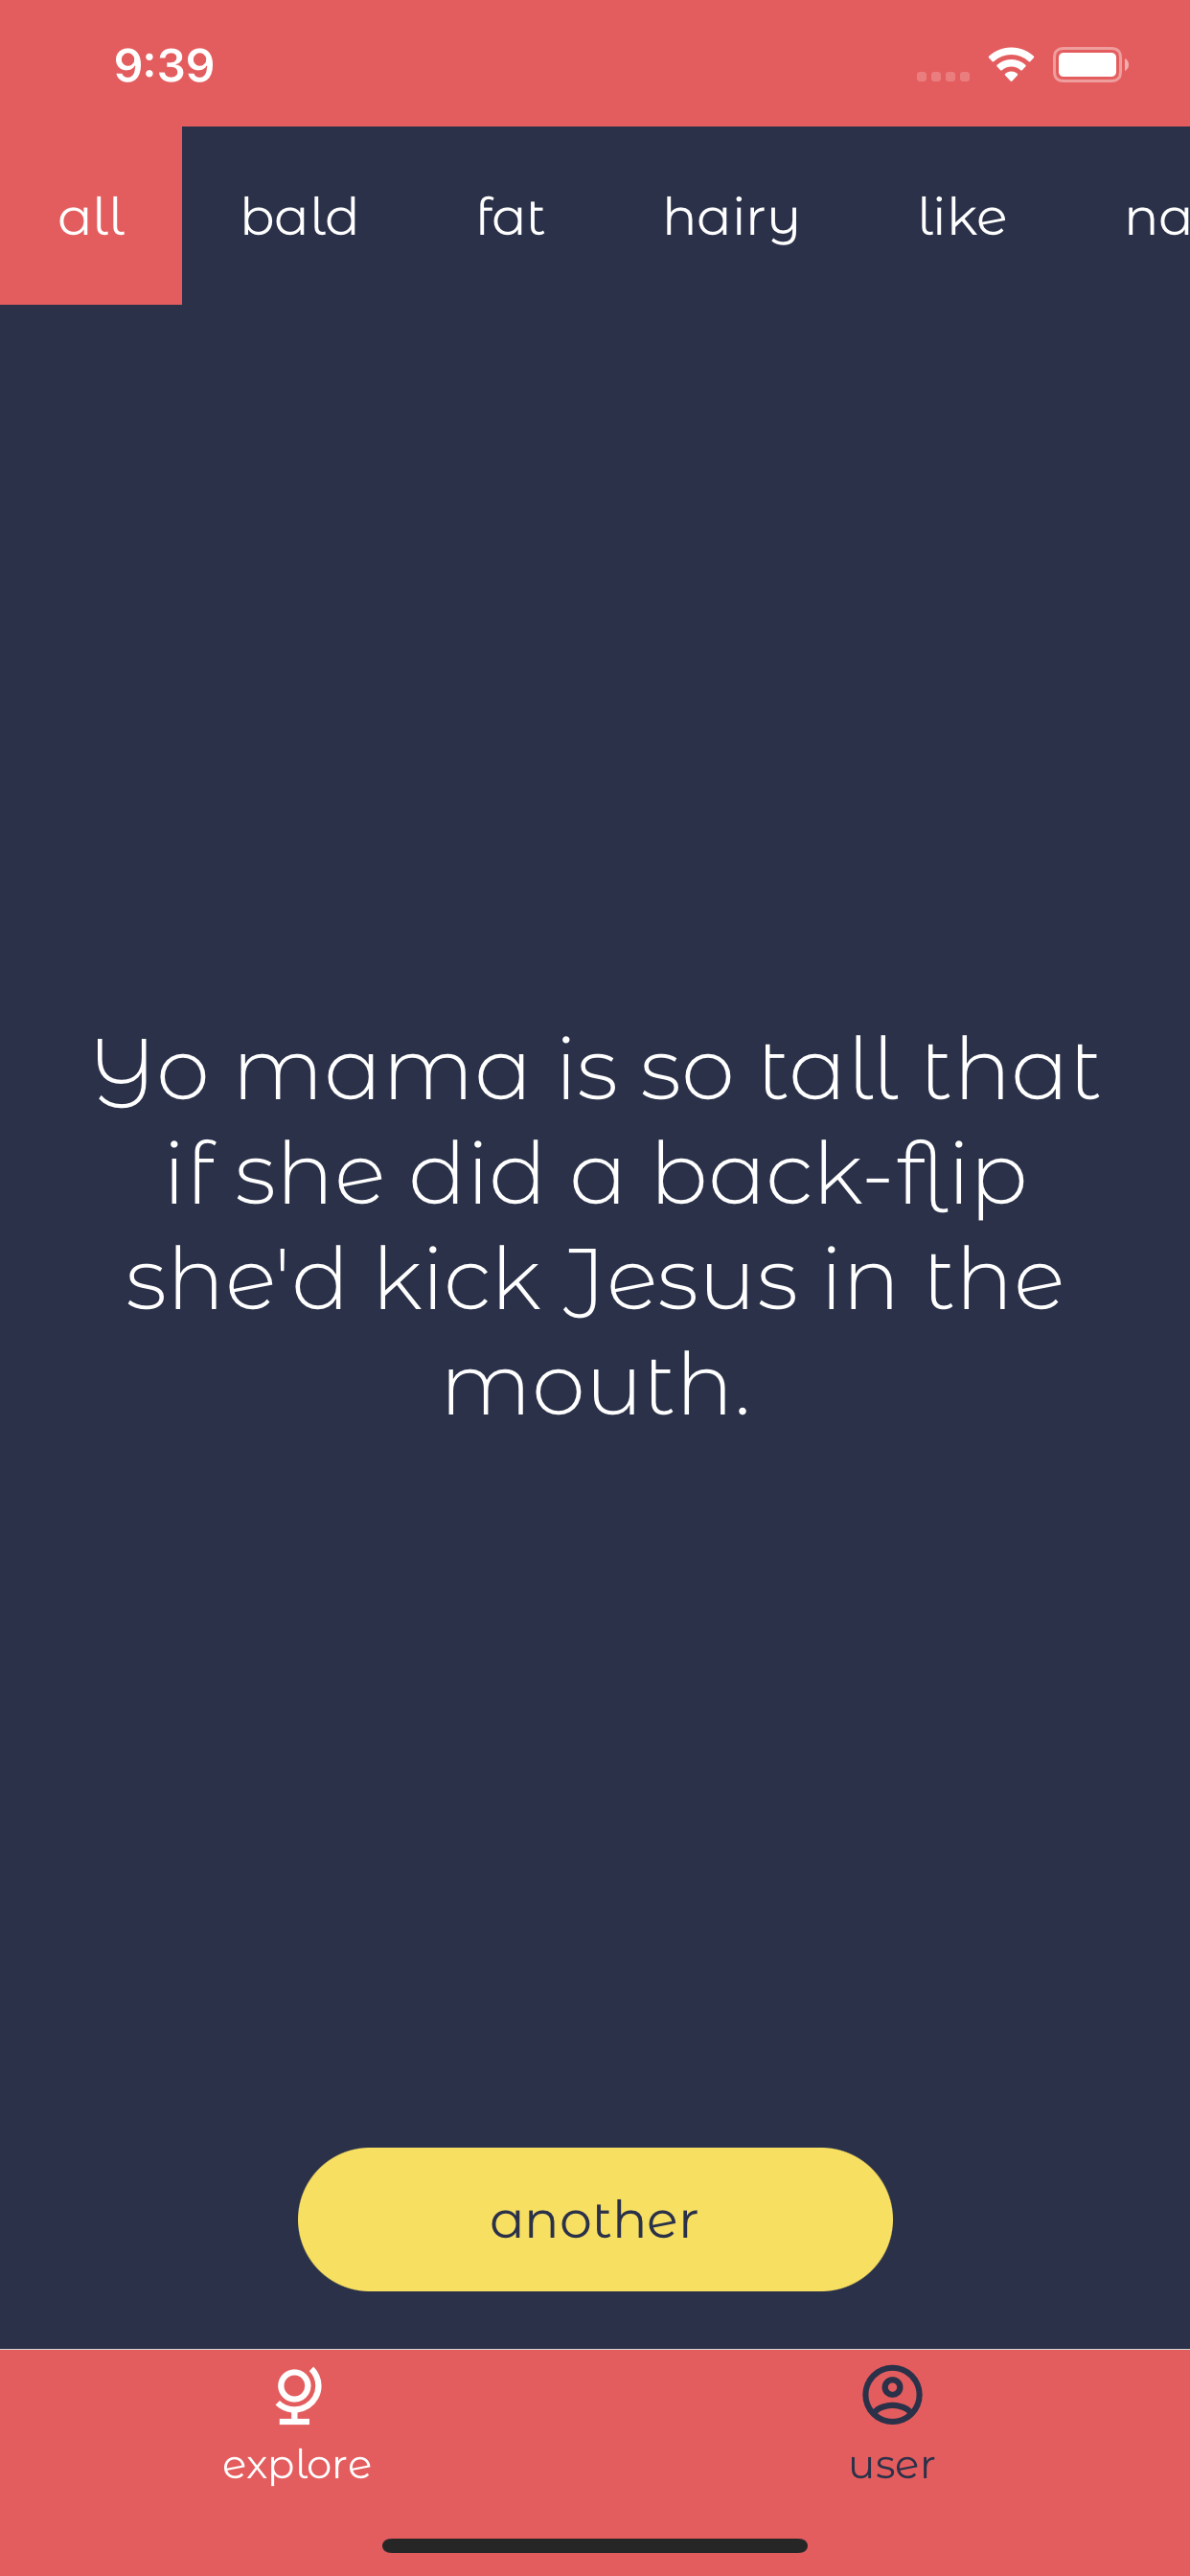 9:39
all bald fat hairy like na
Yo mama is so tall that
if she did a back-flip
she'd kick Jesus in the
mouth.
another
explore user